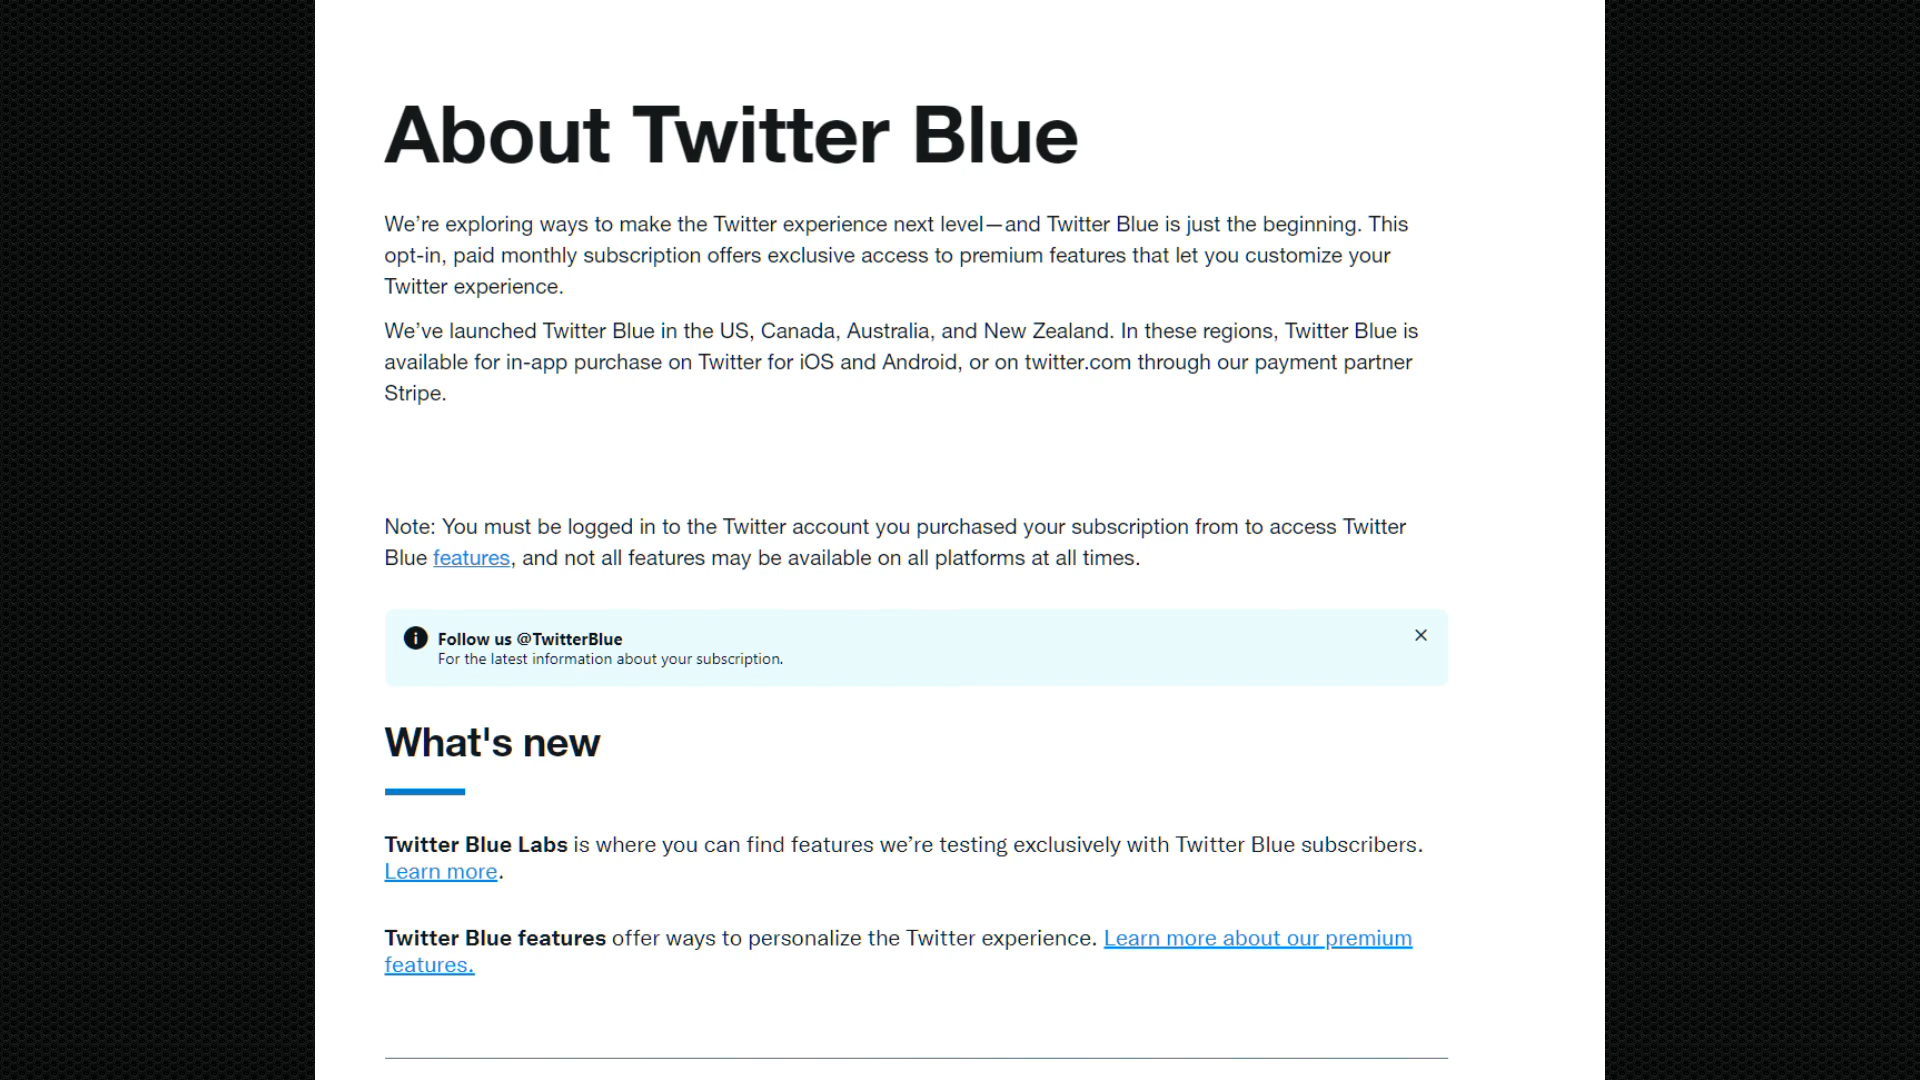 About Twitter Blue
We’re exploring ways to make the Twitter experience next level—and Twitter Blue is just the beginning. This
opt-in, paid monthly subscription offers exclusive access to premium features that let you customize your
Twitter experience.
We’ve launched Twitter Blue in the US, Canada, Australia, and New Zealand. In these regions, Twitter Blue is
available for in-app purchase on Twitter for iOS and Android, or on twitter.com through our payment partner
Stripe.
Note: You must be logged in to the Twitter account you purchased your subscription from to access Twitter
Blue features, and not all features may be available on all platforms at all times.
Follow us @TwitterBlue
For the latest information about your subscription.
What's new
Twitter Blue Labs is where you can find features we’re testing exclusively with Twitter Blue subscribers.
Learn more.
Twitter Blue features offer ways to personalize the Twitter experience. Learn more about our premium
features.